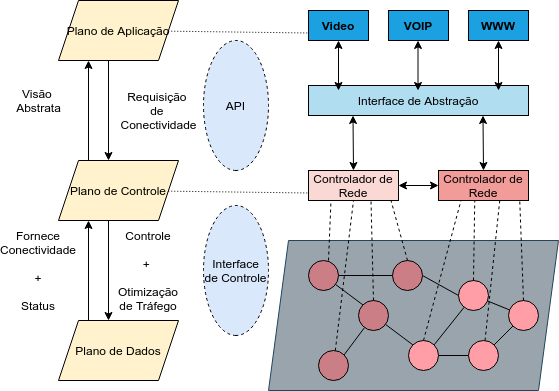 Plano de Aplicação
Video
VOIP
WWW
Visão
Abstrata
Requisição
de
Conectividade
API
Interface de Abstração
Plano de Controle
Controlador de
Rede
Controlador de
Rede
Fornece
Conectividade
+
Status
Controle
+
Otimização
de Tráfego
Interface
de Controle
Plano de Dados